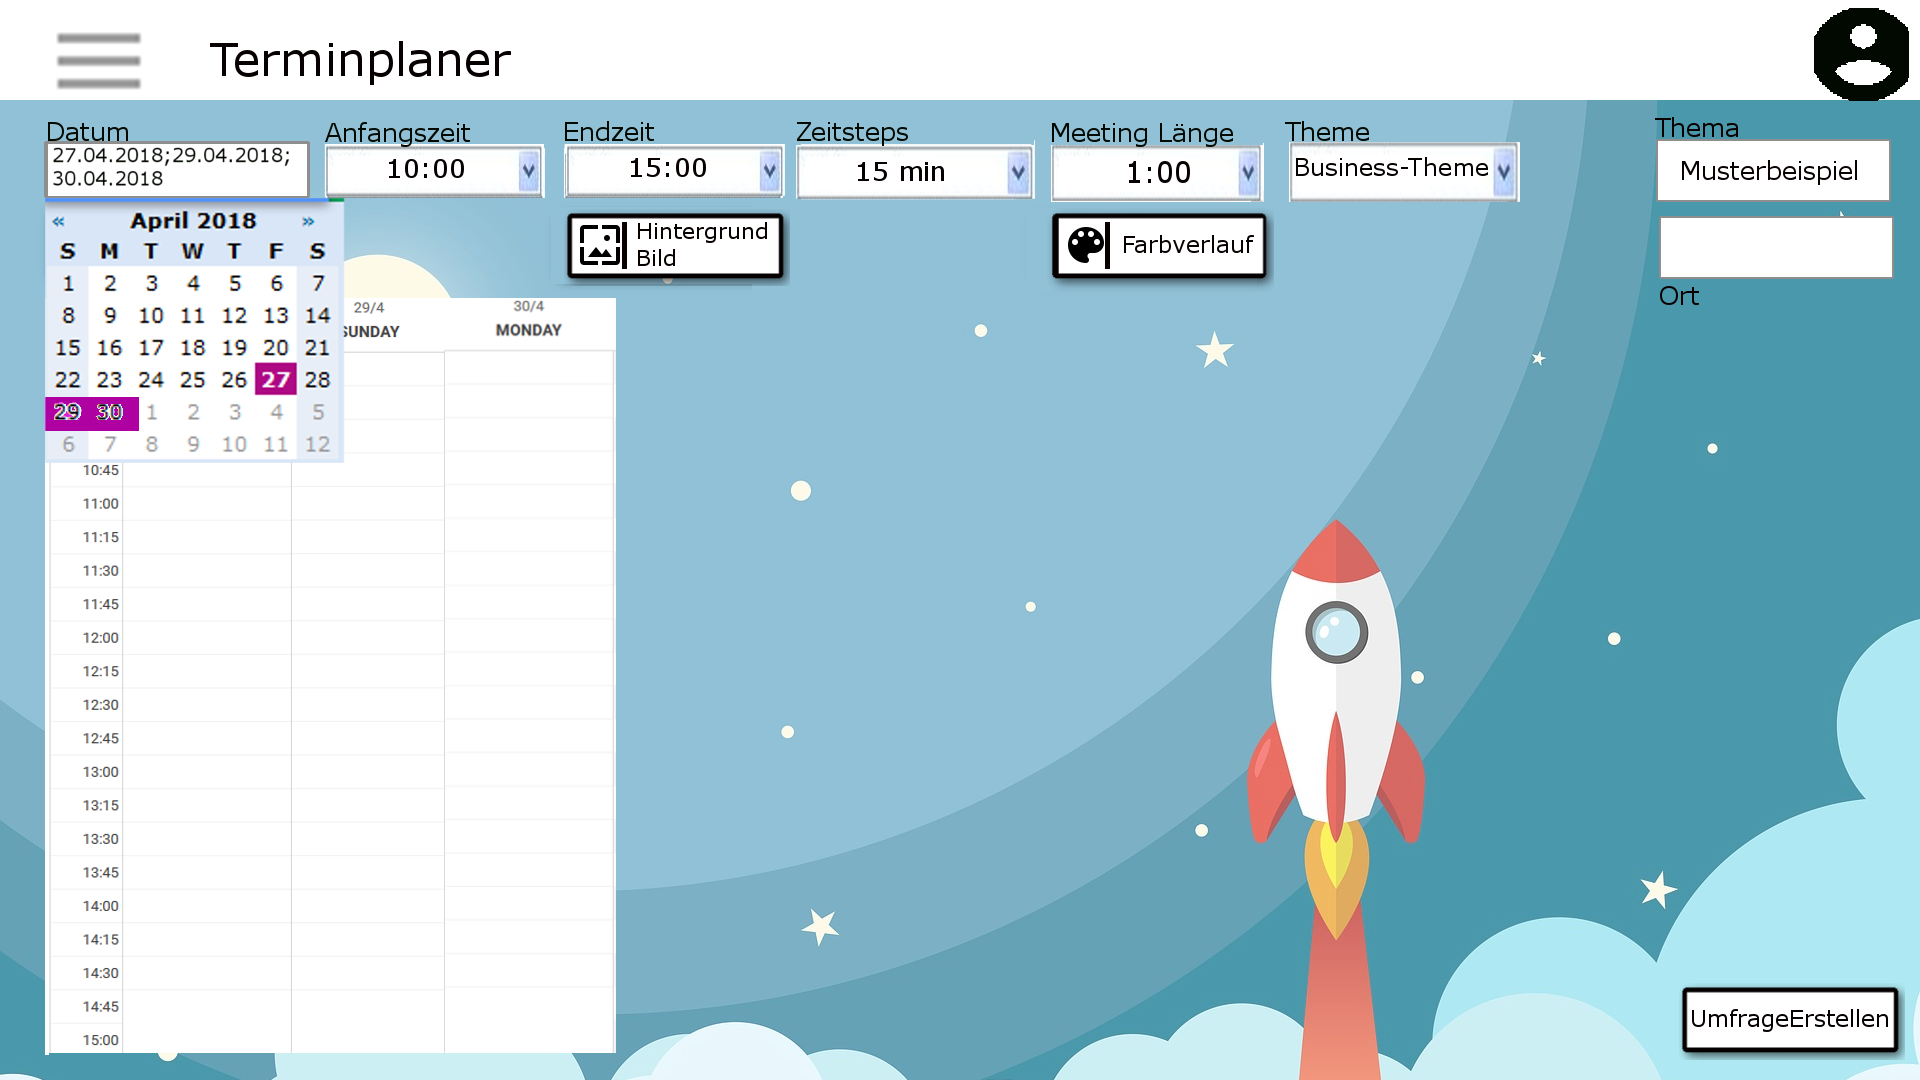 Terminplaner
Datum
Anfangszeit
Endzeit
Zeitsteps
Meeting Länge
Theme
Thema
27.04.2018;29.04.2018;
30.04.2018
10:00
15:00
15 min
1:00
Business-Theme
Musterbeispiel
Hintergrund
Bild
Farbverlauf
Ort
« April 2018 »
S M T W T F S
1 2 3 4 5 6 7
8 9 10 11 12 13 14
15 16 17 18 19 20 21
22 23 24 25 26 27 28
29 30 1 2 3 4 5
6 7 8 9 10 11 12
29/4
SUNDAY
30/4
MONDAY
10:45
11:00
11:15
11:30
11:45
12:00
12:15
12:30
12:45
13:00
13:15
13:30
13:45
14:00
14:15
14:30
14:45
15:00
UmfrageErstellen